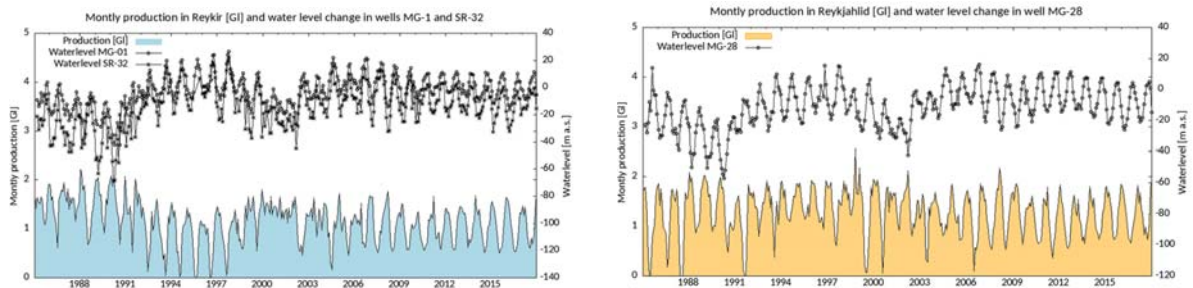 Montly production in Reykir [Gl] and water level change in wells MG-1 and SR-32
Production [Gl]
Waterlevel MG-01
Waterlevel SR-32
Montly production [Gl]
5
4
3
2
1
0
Waterlevel [m a.s.]
40
20
0
-20
-40
-60
-80
-100
-120
-140
1988 1991 1994 1997 2000 2003 2006 2009 2012 2015
Montly production in Reykjahlid [Gl] and water level change in well MG-28
Production [Gl]
Waterlevel MG-28
Montly production [Gl]
5
4
3
2
1
0
Waterlevel [m a.s.]
40
20
0
-20
-40
-60
-80
-100
-120
1988 1991 1994 1997 2000 2003 2006 2009 2012 2015